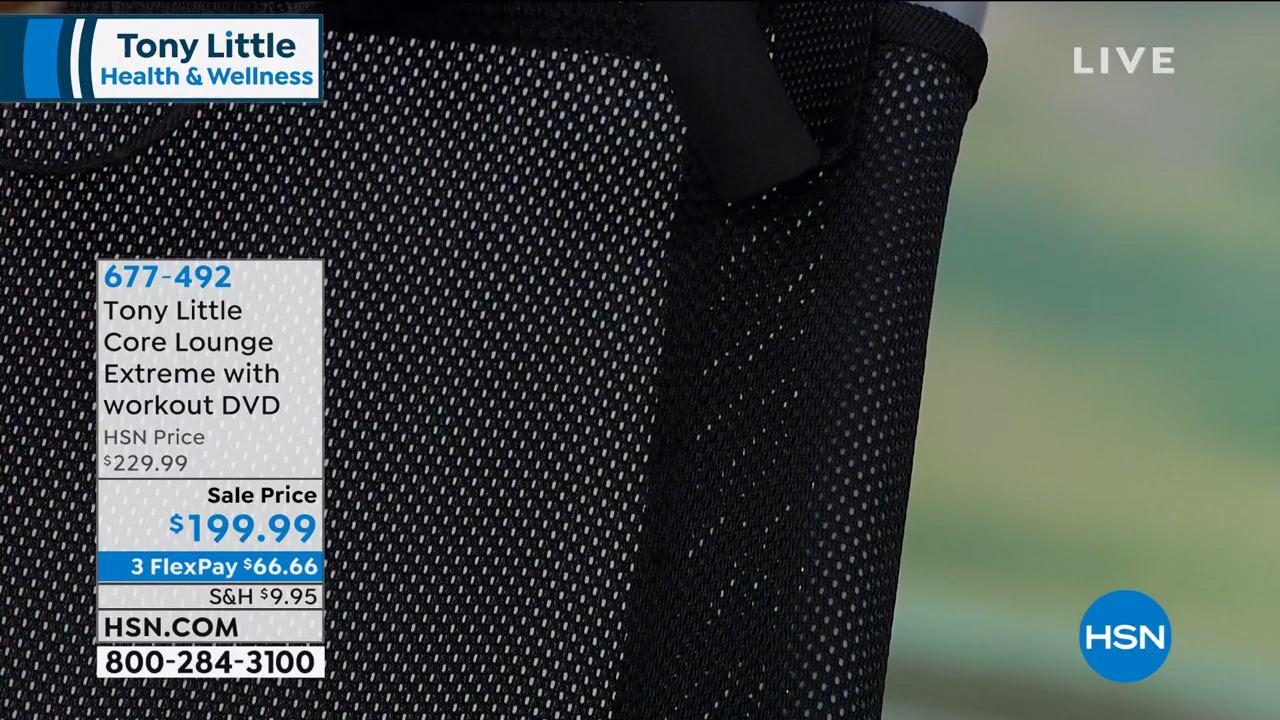 Tony Little
Health & Wellness
LIVE
677-492
Tony Little
Core Lounge
Extreme with
workout DVD
HSN Price
$229.99
Sale Price
$199.99
3 FlexPay $66.66
S&H $9.95
HSN.COM
800-284-3100
HSN